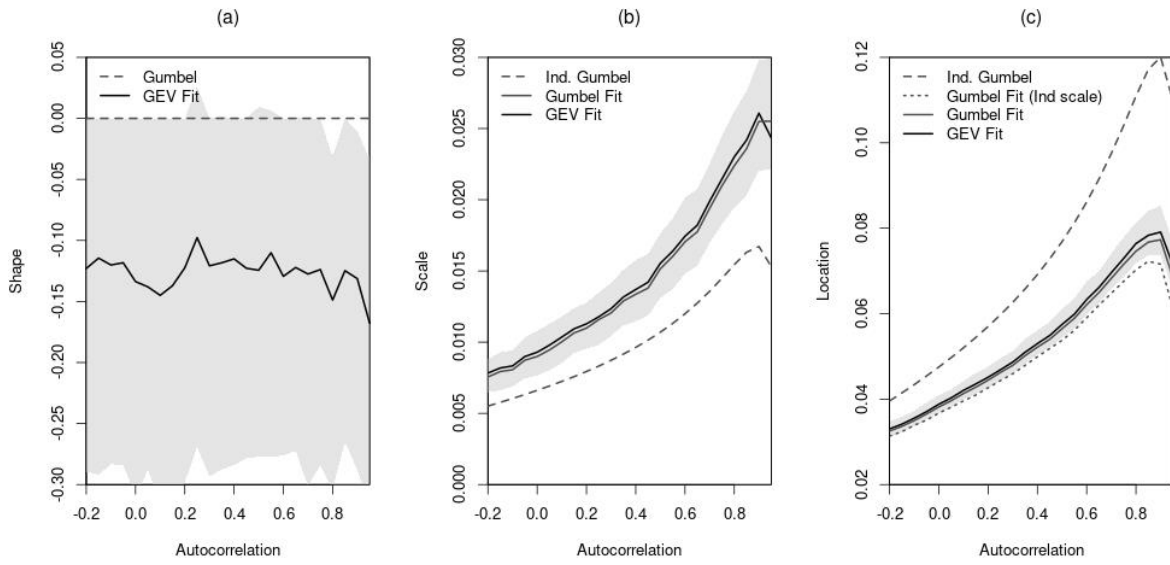 (a)
0.05
0.00
-0.05
-0.10
-0.15
-0.20
-0.25
-0.30
Shape
Gumbel
GEV Fit
-0.2 0.0 0.2 0.4 0.6 0.8
Autocorrelation
(b)
0.030
0.025
0.020
0.015
0.010
0.005
0.000
Scale
Ind. Gumbel
Gumbel Fit
GEV Fit
-0.2 0.0 0.2 0.4 0.6 0.8
Autocorrelation
(c)
0.12
0.10
0.08
0.06
0.04
0.02
Location
Ind. Gumbel
Gumbel Fit (Ind scale)
Gumbel Fit
GEV Fit
-0.2 0.0 0.2 0.4 0.6 0.8
Autocorrelation